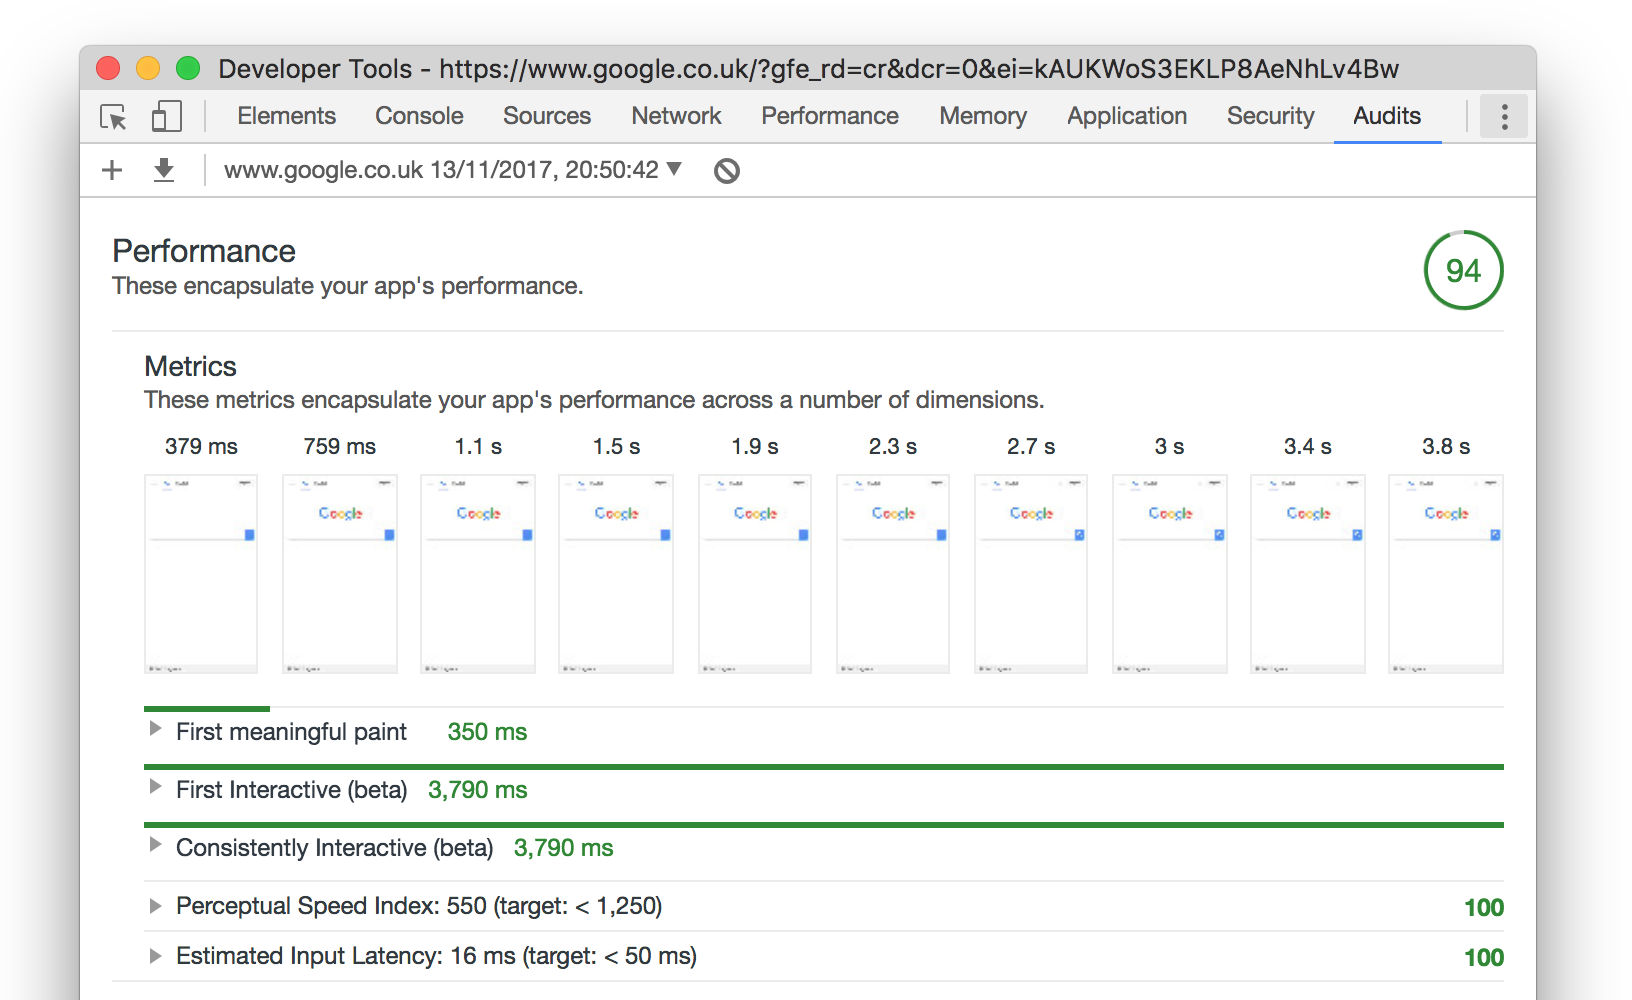 Developer Tools - https://www.google.co.uk/?gfe_rd=cr&dcr=0&ei=kAUKWoS3EKLP8AeNhLv4Bw
Elements Console Sources Network Performance Memory Application Security Audits
www.google.co.uk 13/11/2017, 20:50:42
Performance
These encapsulate your app's performance.
94
Metrics
These metrics encapsulate your app's performance across a number of dimensions.
379 ms 759 ms 1.1 s 1.5 s 1.9 s 2.3 s 2.7 s 3 s 3.4 s 3.8 s
Google Google Google Google Google Google Google Google Google
First meaningful paint 350 ms
First Interactive (beta) 3,790 ms
Consistently Interactive (beta) 3,790 ms
Perceptual Speed Index: 550 (target: < 1,250) 100
Estimated Input Latency: 16 ms (target: < 50 ms) 100